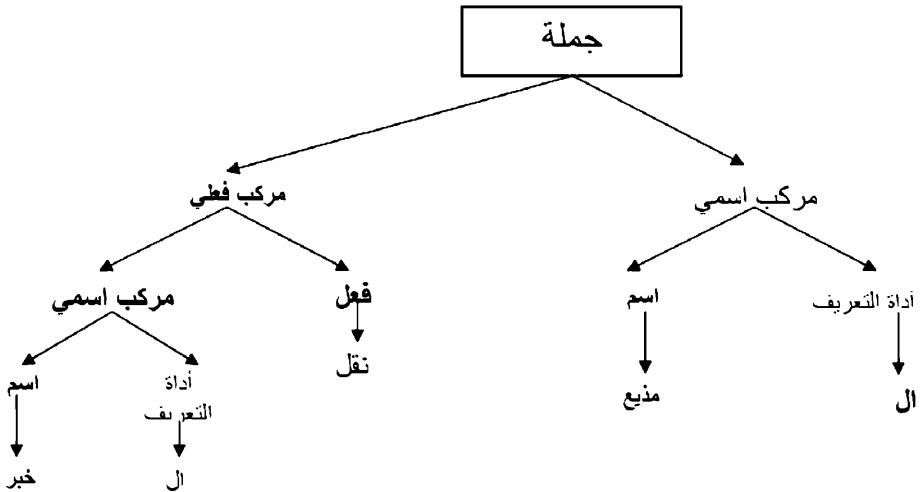 جملة
مركب اسمي
مركب فعلي
أداة التعريف
اسم
فعل
مركب اسمي
ال
مذيع
نقل
أداة
التعريف
اسم
ال
خبر